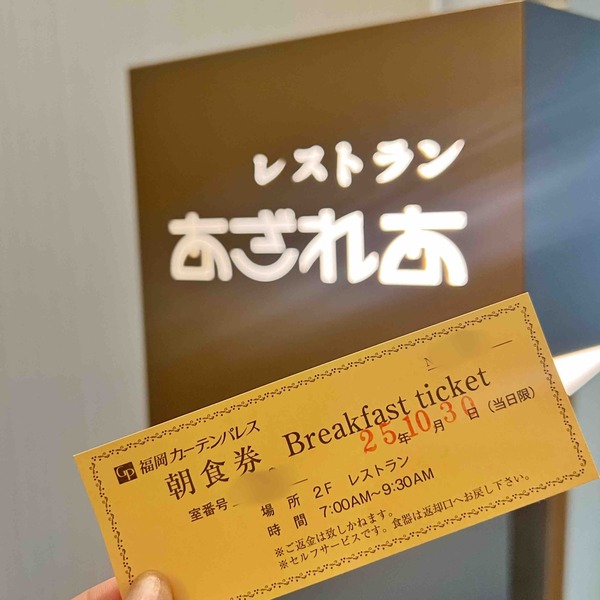 レストラン
あざれあ
GP 福岡ガーデンパレス
朝食券 Breakfast ticket
25年10月30日(当日限)
室番号
場所 2F レストラン
時間 7:00AM〜9:30AM
※ご返金は致しかねます。
※セルフサービスです。食器は返却口へお戻し下さい。